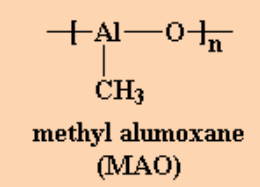 -[-Al—O-]-n
CH3
methyl alumoxane
(MAO)